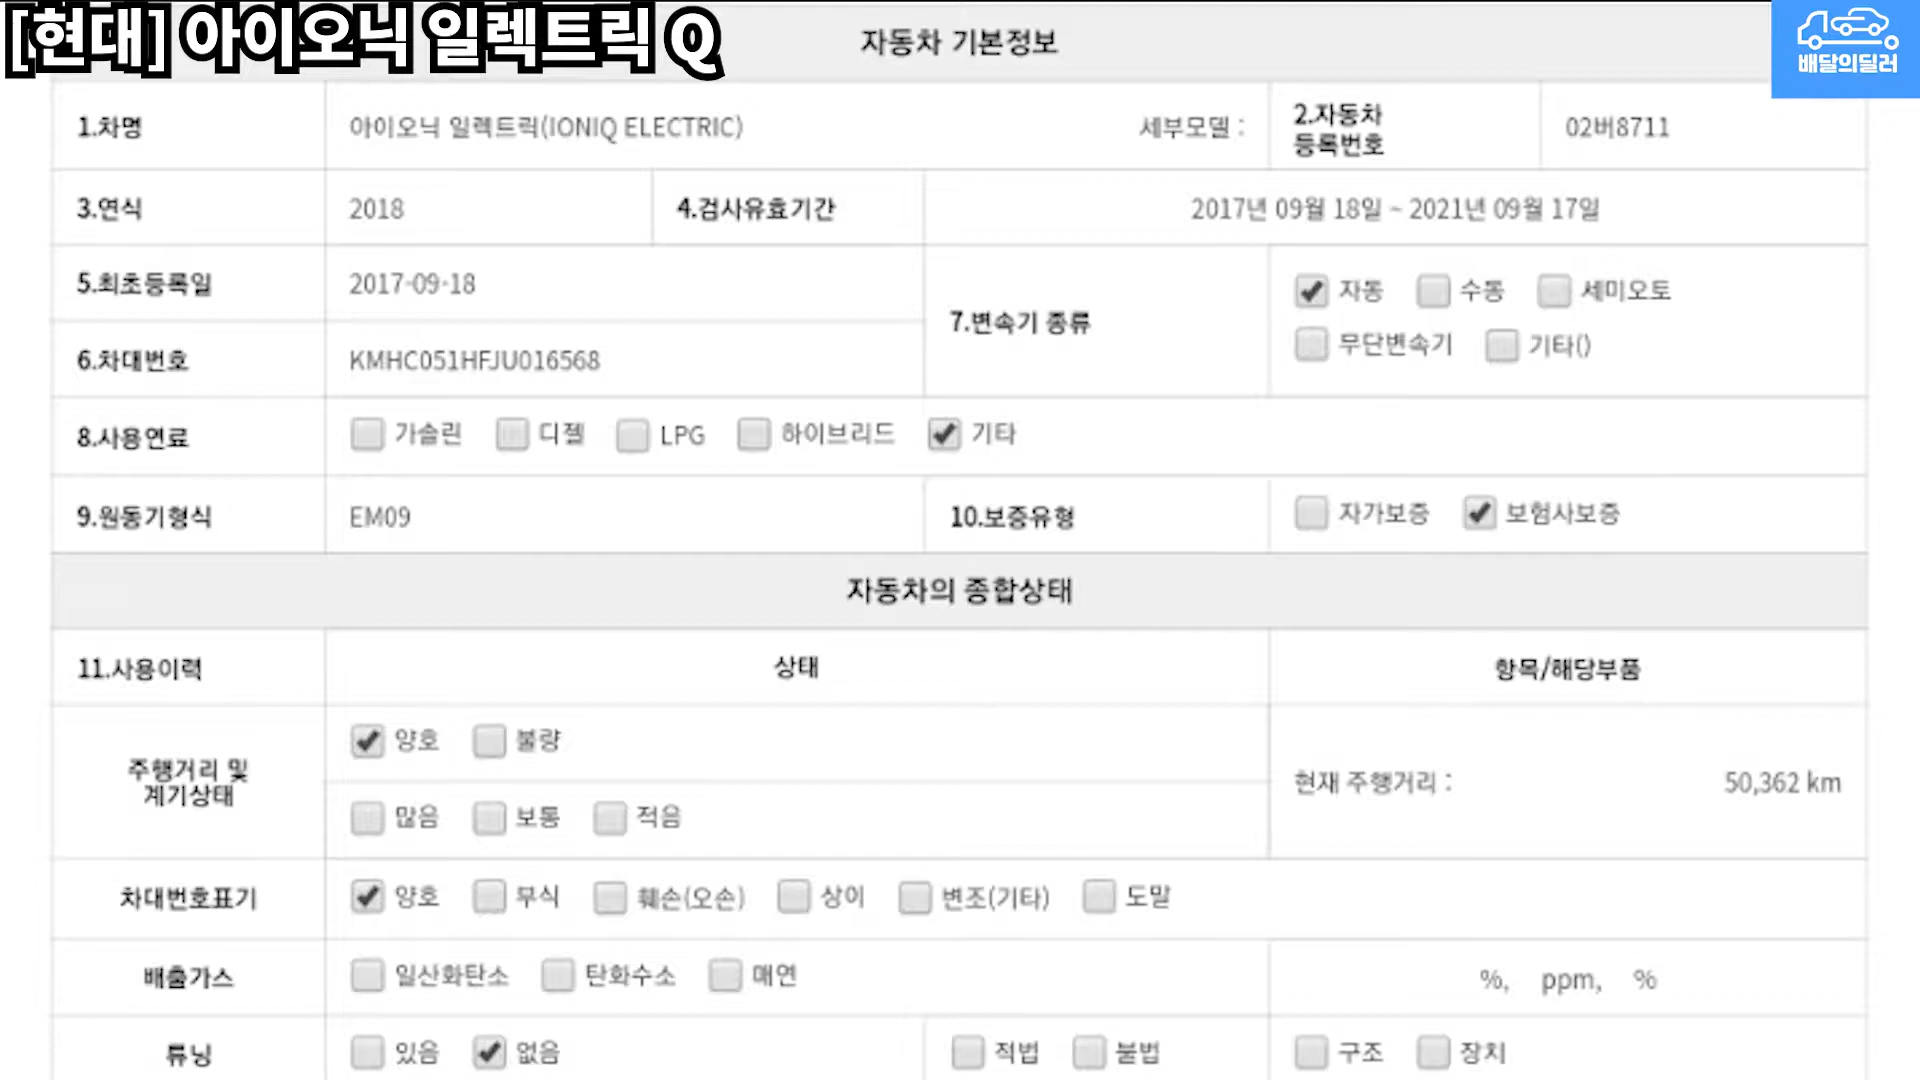 [현대] 아이오닉 일렉트릭 Q
자동차 기본정보
배달의딜러
1.차명
아이오닉 일렉트릭(IONIQ ELECTRIC)
세부모델 :
2.자동차
등록번호
02버8711
3.연식
2018
4.검사유효기간
2017년 09월 18일 ~ 2021년 09월 17일
5.최초등록일
2017-09-18
7.변속기 종류
자동 수동 세미오토
무단변속기 기타()
6.차대번호
KMHC051HFJU016568
8.사용연료
가솔린 디젤 LPG 하이브리드 기타
9.원동기형식
EM09
10.보증유형
자가보증 보험사보증
자동차의 종합상태
11.사용이력
상태
항목/해당부품
주행거리 및
계기상태
양호 불량
많음 보통 적음
현재 주행거리 :
50,362 km
차대번호표기
양호 부식 훼손(오손) 상이 변조(기타) 도말
배출가스
일산화탄소 탄화수소 매연
%, ppm, %
튜닝
있음 없음
적법 불법
구조 장치